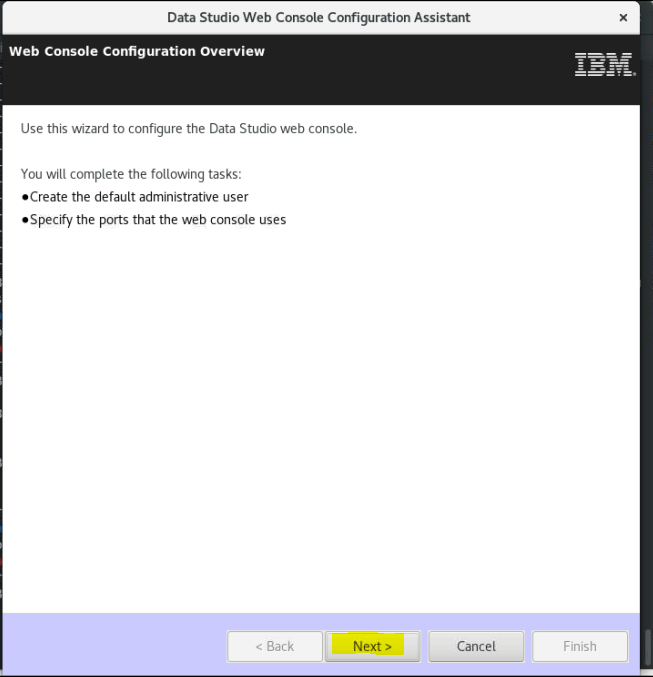 Data Studio Web Console Configuration Assistant ×
Web Console Configuration Overview
IBM.
Use this wizard to configure the Data Studio web console.
You will complete the following tasks:
●Create the default administrative user
●Specify the ports that the web console uses
< Back Next > Cancel Finish